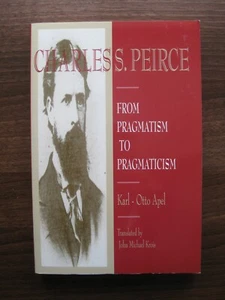 CHARLES S. PEIRCE
FROM
PRAGMATISM
TO
PRAGMATICISM
Karl - Otto Apel
Translated by
John Michael Krois